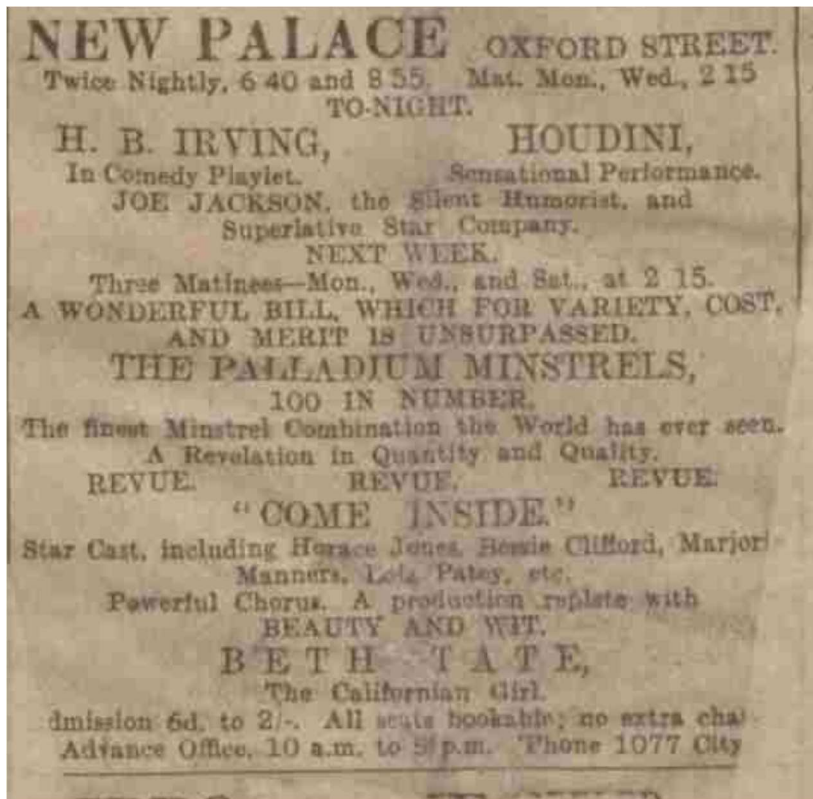 NEW PALACE OXFORD STREET.
Twice Nightly, 6 40 and 8 55. Mat. Mon., Wed., 2 15
TO-NIGHT.
H. B. IRVING, HOUDINI,
In Comedy Playlet. Sensational Performance.
JOE JACKSON, the Silent Humorist, and
Superlative Star Company.
NEXT WEEK.
Three Matinees—Mon., Wed., and Sat., at 2 15.
A WONDERFUL BILL, WHICH FOR VARIETY, COST,
AND MERIT IS UNSURPASSED.
THE PALLADIUM MINSTRELS,
100 IN NUMBER.
The finest Minstrel Combination the World has ever seen.
A Revelation in Quantity and Quality.
REVUE. REVUE. REVUE.
"COME INSIDE."
Star Cast, including Horace Jones, Bessie Clifford, Marjori
Manners, Lola Patey, etc.
Powerful Chorus. A production replete with
BEAUTY AND WIT.
BETH TATE,
The Californian Girl.
dmission 6d. to 2/-. All seats bookable; no extra cha
Advance Office, 10 a.m. to 5 p.m. 'Phone 1077 City